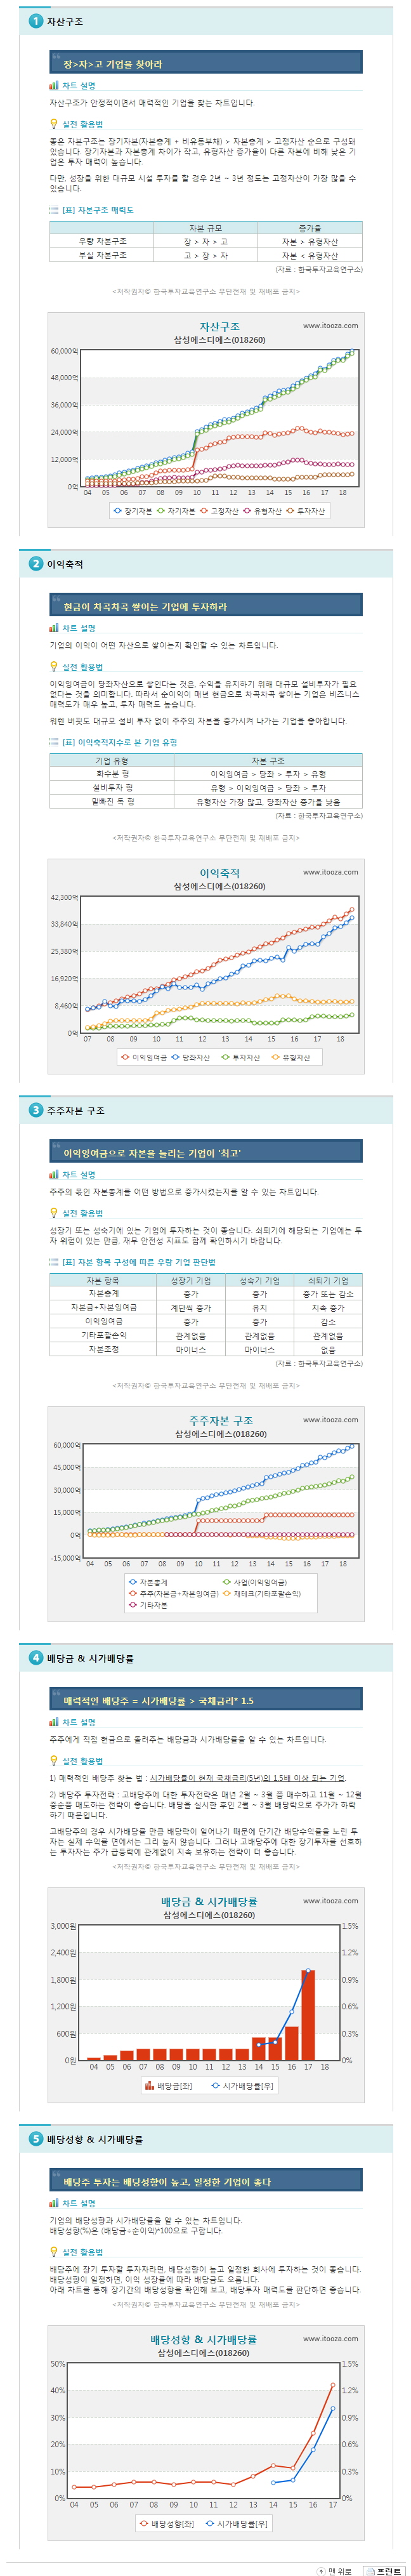 1 자산구조
장>자>고 기업을 찾아라
차트 설명
자산구조가 안정적이면서 매력적인 기업을 찾는 차트입니다.
실전 활용법
좋은 자본구조는 장기자본(자본총계 + 비유동부채) > 자본총계 > 고정자산 순으로 구성돼
있습니다. 장기자본과 자본총계 차이가 작고, 유형자산 증가율이 다른 자본에 비해 낮은 기
업은 투자 매력이 높습니다.
다만, 성장을 위한 대규모 시설 투자를 할 경우 2년 ~ 3년 정도는 고정자산이 가장 많을 수
있습니다.
[표] 자본구조 매력도
자본 규모 증가율
우량 자본구조 장 > 자 > 고 자본 > 유형자산
부실 자본구조 고 > 장 > 자 자본 < 유형자산
(자료 : 한국투자교육연구소)
<저작권자© 한국투자교육연구소 무단전재 및 재배포 금지>
자산구조 www.itooza.com
삼성에스디에스(018260)
60,000억
48,000억
36,000억
24,000억
12,000억
0억
04 05 06 07 08 09 10 11 12 13 14 15 16 17 18
장기자본 자기자본 고정자산 유형자산 투자자산
2 이익축적
현금이 차곡차곡 쌓이는 기업에 투자하라
차트 설명
기업의 이익이 어떤 자산으로 쌓이는지 확인할 수 있는 차트입니다.
실전 활용법
이익잉여금이 당좌자산으로 쌓인다는 것은, 수익을 유지하기 위해 대규모 설비투자가 필요
없다는 것을 의미합니다. 따라서 순이익이 매년 현금으로 차곡차곡 쌓이는 기업은 비즈니스
매력도가 매우 높고, 투자 매력도 높습니다.
워렌 버핏도 대규모 설비 투자 없이 주주의 자본을 증가시켜 나가는 기업을 좋아합니다.
[표] 이익축적지수로 본 기업 유형
기업 유형 자본 구조
화수분 형 이익잉여금 > 당좌 > 투자 > 유형
설비투자 형 유형 > 이익잉여금 > 당좌 > 투자
밑빠진 독 형 유형자산 가장 많고, 당좌자산 증가율 낮음
(자료 : 한국투자교육연구소)
<저작권자© 한국투자교육연구소 무단전재 및 재배포 금지>
이익축적 www.itooza.com
삼성에스디에스(018260)
42,300억
33,840억
25,380억
16,920억
8,460억
0억
07 08 09 10 11 12 13 14 15 16 17 18
이익잉여금 당좌자산 투자자산 유형자산
3 주주자본 구조
이익잉여금으로 자본을 늘리는 기업이 '최고'
차트 설명
주주의 몫인 자본총계를 어떤 방법으로 증가시켰는지를 알 수 있는 차트입니다.
실전 활용법
성장기 또는 성숙기에 있는 기업에 투자하는 것이 좋습니다. 쇠퇴기에 해당되는 기업에는 투
자 위험이 있는 만큼, 재무 안전성 지표도 함께 확인하시기 바랍니다.
[표] 자본 항목 구성에 따른 우량 기업 판단법
자본 항목 성장기 기업 성숙기 기업 쇠퇴기 기업
자본총계 증가 증가 증가 또는 감소
자본금+자본잉여금 계단씩 증가 유지 지속 증가
이익잉여금 증가 증가 감소
기타포괄손익 관계없음 관계없음 관계없음
자본조정 마이너스 마이너스 없음
(자료 : 한국투자교육연구소)
<저작권자© 한국투자교육연구소 무단전재 및 재배포 금지>
주주자본 구조 www.itooza.com
삼성에스디에스(018260)
60,000억
45,000억
30,000억
15,000억
0억
-15,000억
04 05 06 07 08 09 10 11 12 13 14 15 16 17 18
자본총계 사업(이익잉여금)
주주(자본금+자본잉여금) 재테크(기타포괄손익)
기타자본
4 배당금 & 시가배당률
매력적인 배당주 = 시가배당률 > 국채금리* 1.5
차트 설명
주주에게 직접 현금으로 돌려주는 배당금과 시가배당률을 알 수 있는 차트입니다.
실전 활용법
1) 매력적인 배당주 찾는 법 : 시가배당률이 현재 국채금리(5년)의 1.5배 이상 되는 기업.
2) 배당주 투자전략 : 고배당주에 대한 투자전략은 매년 2월 ~ 3월 쯤 매수하고 11월 ~ 12월
중순쯤 매도하는 전략이 좋습니다. 배당을 실시한 후인 2월 ~ 3월 배당락으로 주가가 하락
하기 때문입니다.
고배당주의 경우 시가배당률 만큼 배당락이 일어나기 때문에 단기간 배당수익률을 노린 투
자는 실제 수익률 면에서는 그리 높지 않습니다. 그러나 고배당주에 대한 장기투자를 선호하
는 투자자는 주가 급등락에 관계없이 지속 보유하는 전략이 더 좋습니다.
<저작권자© 한국투자교육연구소 무단전재 및 재배포 금지>
배당금 & 시가배당률 www.itooza.com
삼성에스디에스(018260)
3,000원 1.5%
2,400원 1.2%
1,800원 0.9%
1,200원 0.6%
600원 0.3%
0원 0%
04 05 06 07 08 09 10 11 12 13 14 15 16 17 18
배당금[좌] 시가배당률[우]
5 배당성향 & 시가배당률
배당주 투자는 배당성향이 높고, 일정한 기업이 좋다
차트 설명
기업의 배당성향과 시가배당률을 알 수 있는 차트입니다.
배당성향(%)은 (배당금÷순이익)*100으로 구합니다.
실전 활용법
배당주에 장기 투자할 투자자라면, 배당성향이 높고 일정한 회사에 투자하는 것이 좋습니다.
배당성향이 일정하면, 이익 성장률에 따라 배당금도 오릅니다.
아래 차트를 통해 장기간의 배당성향을 확인해 보고, 배당투자 매력도를 판단하면 좋습니다.
<저작권자© 한국투자교육연구소 무단전재 및 재배포 금지>
배당성향 & 시가배당률 www.itooza.com
삼성에스디에스(018260)
50% 1.5%
40% 1.2%
30% 0.9%
20% 0.6%
10% 0.3%
0% 0%
04 05 06 07 08 09 10 11 12 13 14 15 16 17
배당성향[좌] 시가배당률[우]
맨 위로 프린트